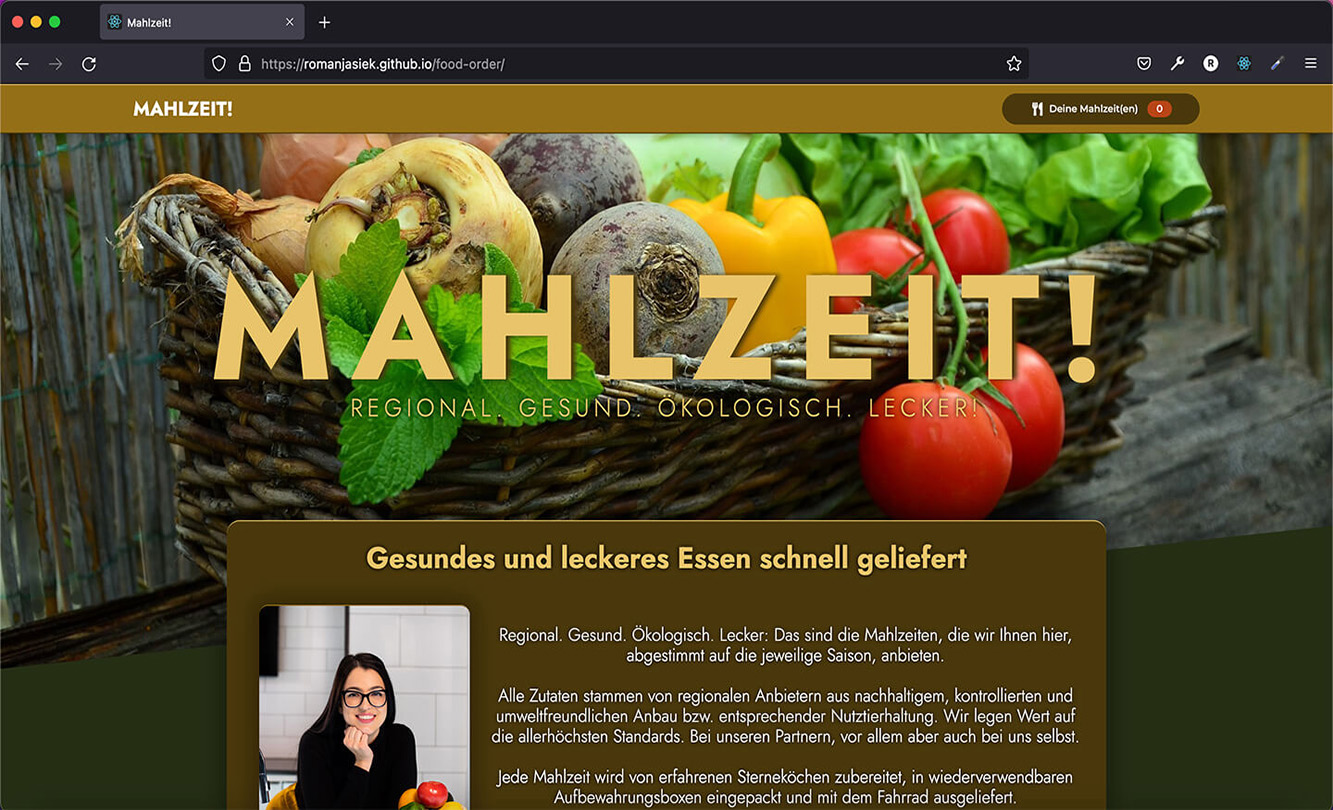 Mahlzeit!
https://romanjasiek.github.io/food-order/
R
MAHLZEIT!
Deine Mahlzeit(en) 0
MAHLZEIT!
REGIONAL. GESUND. ÖKOLOGISCH. LECKER!
Gesundes und leckeres Essen schnell geliefert
Regional. Gesund. Ökologisch. Lecker: Das sind die Mahlzeiten, die wir Ihnen hier,
abgestimmt auf die jeweilige Saison, anbieten.
Alle Zutaten stammen von regionalen Anbietern aus nachhaltigem, kontrollierten und
umweltfreundlichen Anbau bzw. entsprechender Nutztierhaltung. Wir legen Wert auf
die allerhöchsten Standards. Bei unseren Partnern, vor allem aber auch bei uns selbst.
Jede Mahlzeit wird von erfahrenen Sterneköchen zubereitet, in wiederverwendbaren
Aufbewahrungsboxen eingepackt und mit dem Fahrrad ausgeliefert.